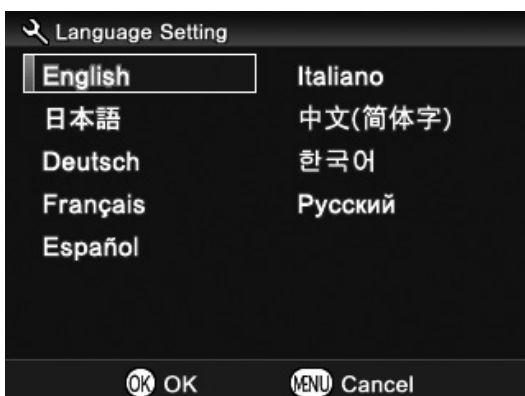 Language Setting
English
日本語
Deutsch
Français
Español
Italiano
中文(简体字)
한국어
Русский
OK OK
MENU Cancel